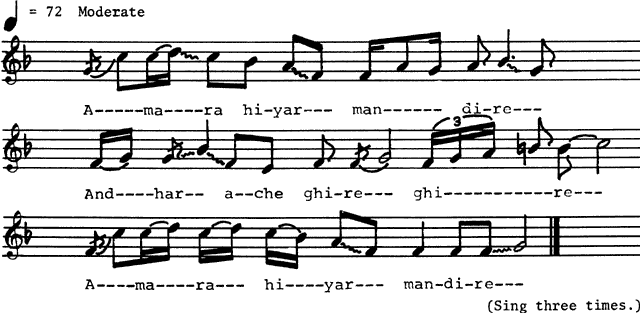 = 72 Moderate
A-----ma----ra hi-yar--- man------ di-re---
3
And----har-- a--che ghi-re--- ghi-----------re---
A----ma----ra--- hi----yar--- man-di-re---
(Sing three times.)